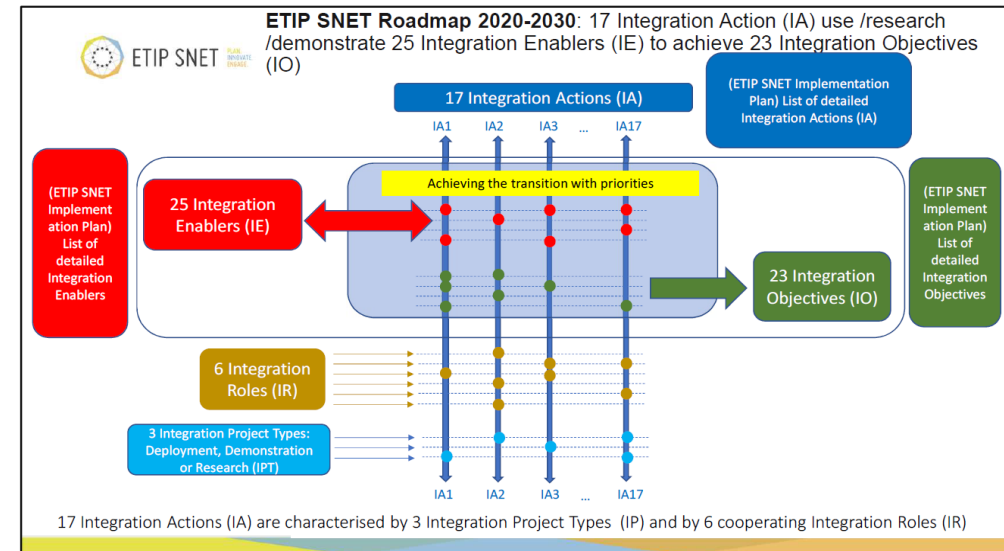 ETIP SNET Roadmap 2020-2030: 17 Integration Action (IA) use /research
/demonstrate 25 Integration Enablers (IE) to achieve 23 Integration Objectives
(IO)
ETIP SNET
PLAN.
INNOVATE.
ENGAGE.
17 Integration Actions (IA)
(ETIP SNET Implementation
Plan) List of detailed
Integration Actions (IA)
IA1 IA2 IA3 ... IA17
(ETIP SNET
Implement
ation Plan)
List of
detailed
Integration
Enablers
25 Integration
Enablers (IE)
Achieving the transition with priorities
23 Integration
Objectives (IO)
(ETIP SNET
Implement
ation Plan)
List of
detailed
Integration
Objectives
6 Integration
Roles (IR)
3 Integration Project Types:
Deployment, Demonstration
or Research (IPT)
IA1 IA2 IA3 ... IA17
17 Integration Actions (IA) are characterised by 3 Integration Project Types (IP) and by 6 cooperating Integration Roles (IR)